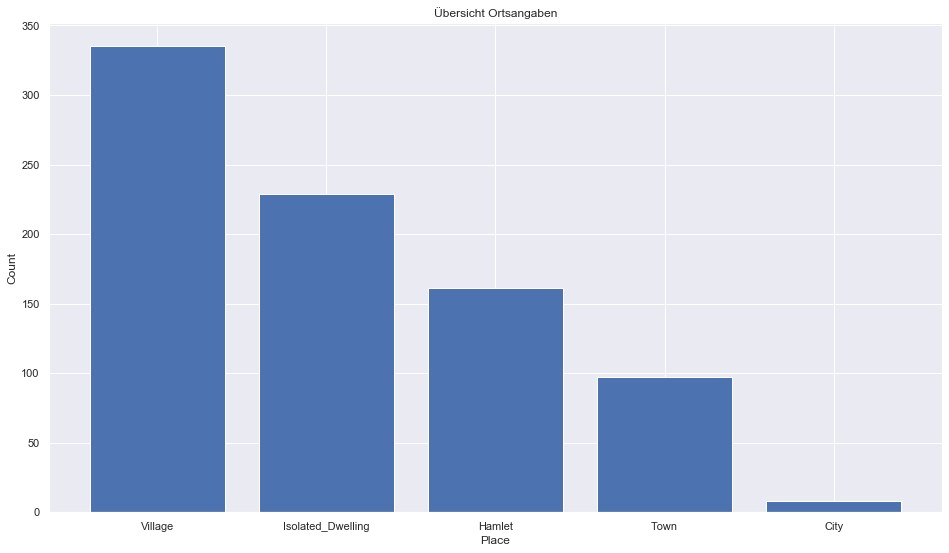 Übersicht Ortsangaben
350
300
250
200
150
100
50
0
Count
Village Isolated_Dwelling Hamlet Town City
Place